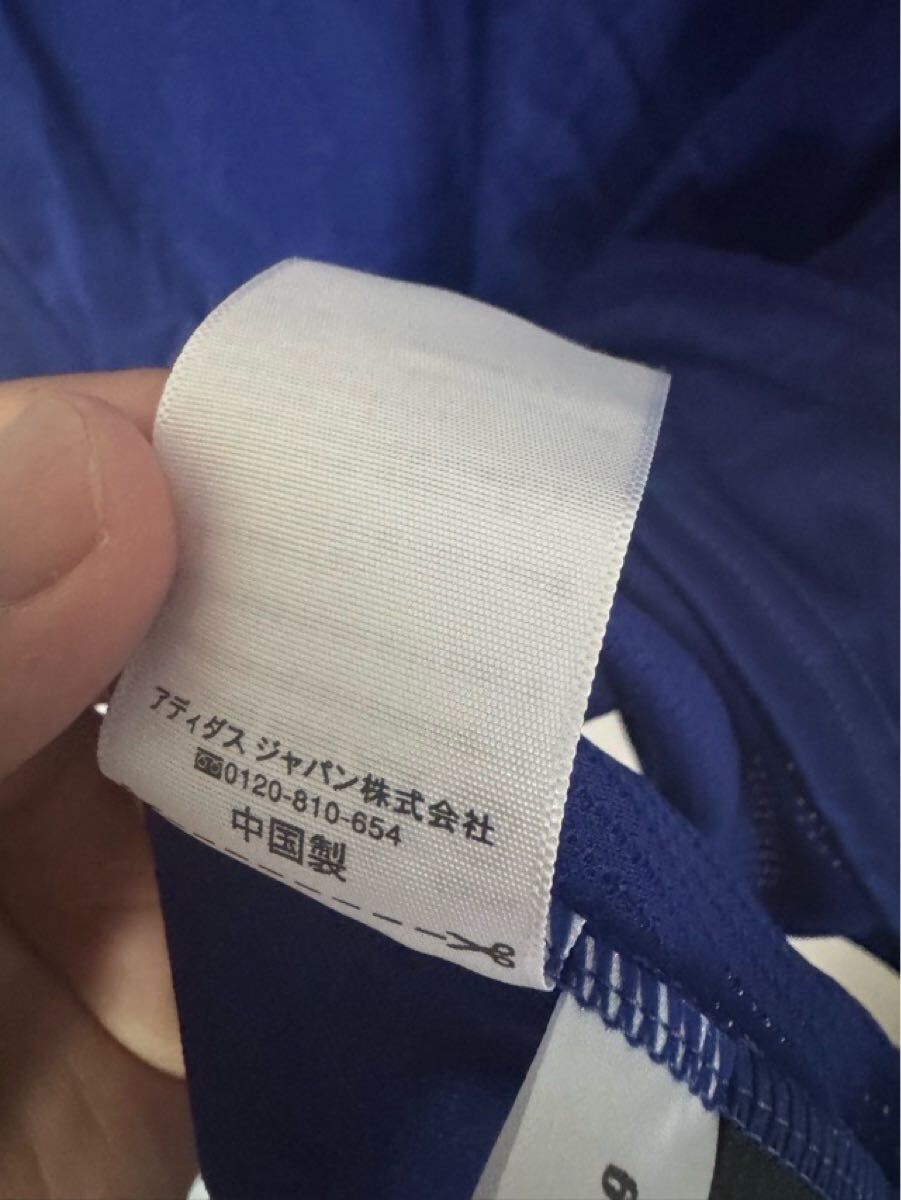 アディダス ジャパン株式会社
0120-810-654
中国製